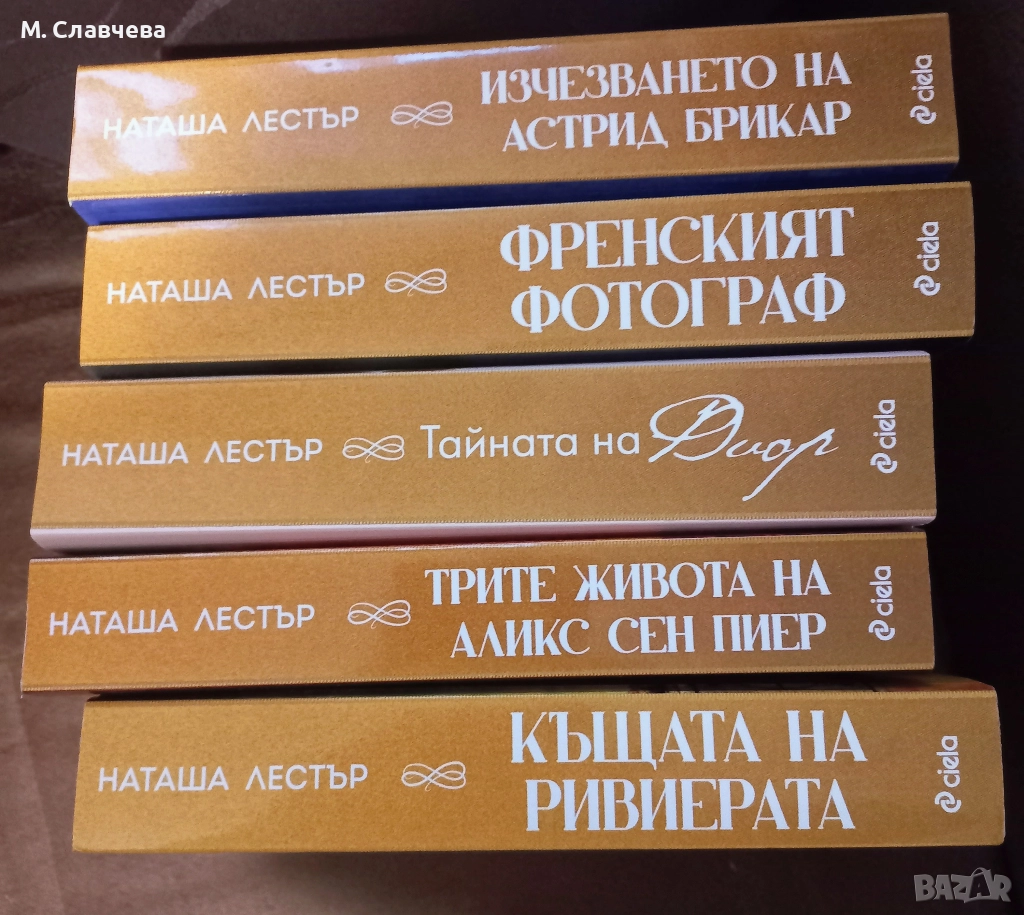 М. Славчева
НАТАША ЛЕСТЪР
ИЗЧЕЗВАНЕТО НА
АСТРИД БРИКАР
ciela
НАТАША ЛЕСТЪР
ФРЕНСКИЯТ
ФОТОГРАФ
ciela
НАТАША ЛЕСТЪР
Тайната на Диор
ciela
НАТАША ЛЕСТЪР
ТРИТЕ ЖИВОТА НА
АЛИКС СЕН ПИЕР
ciela
НАТАША ЛЕСТЪР
КЪЩАТА НА
РИВИЕРАТА
ciela
BAZAR